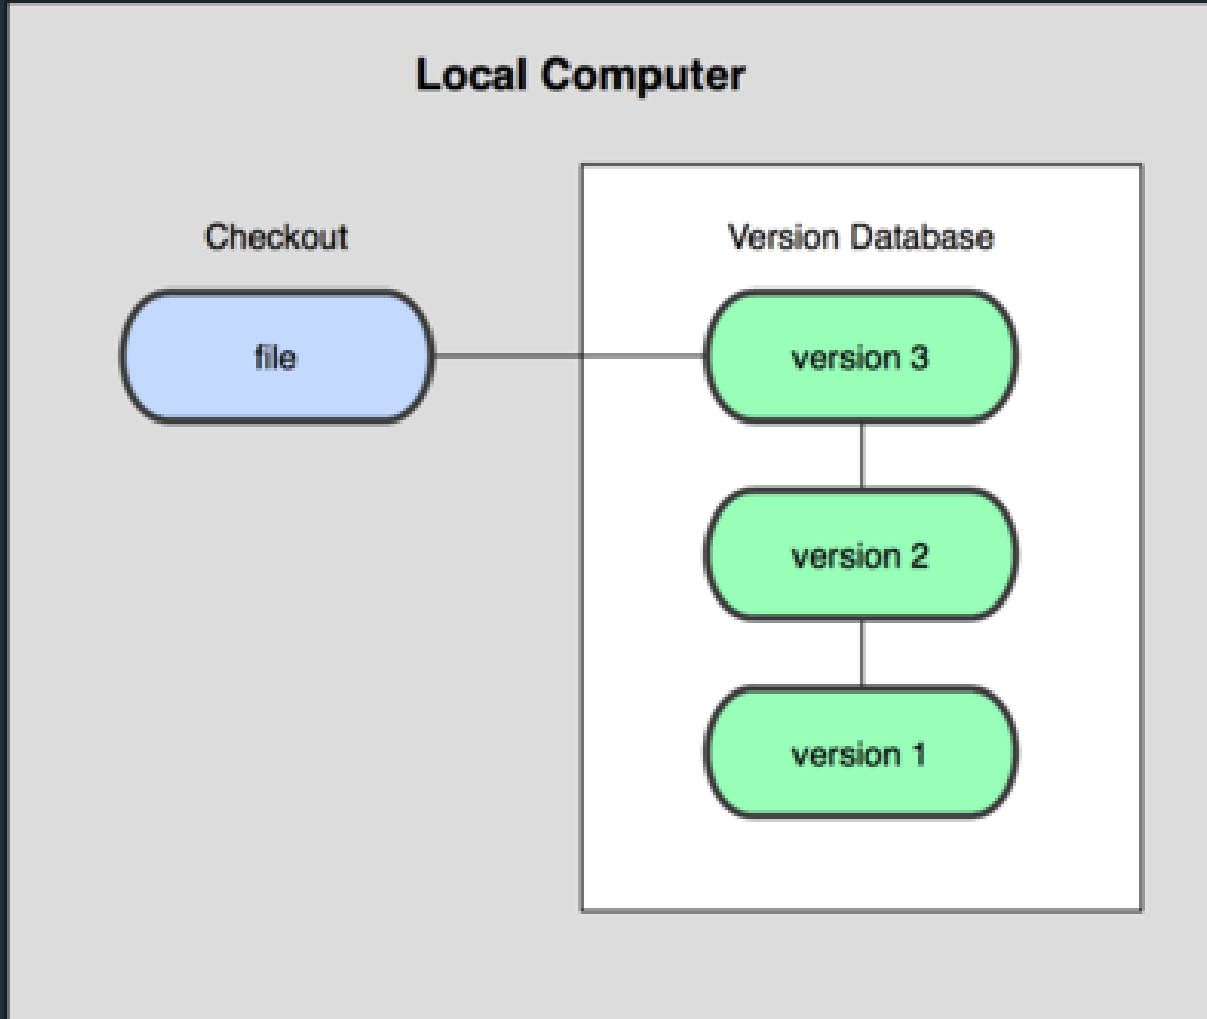 Local Computer
Checkout
Version Database
file
version 3
version 2
version 1